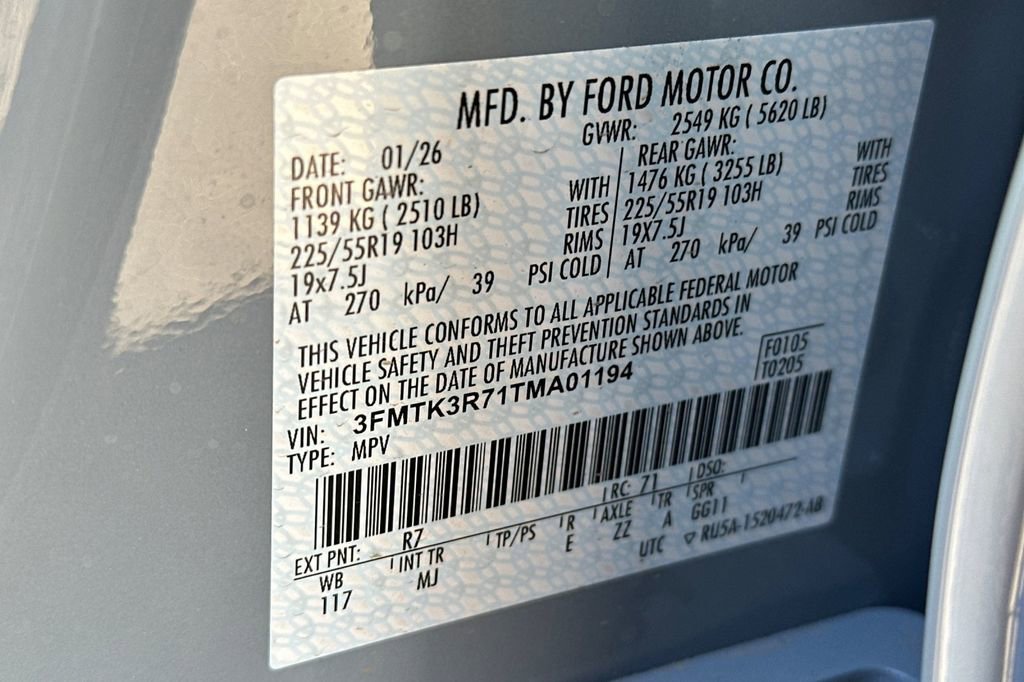 MFD. BY FORD MOTOR CO.
DATE: 01/26 GVWR: 2549 KG ( 5620 LB)
FRONT GAWR: REAR GAWR:
1139 KG ( 2510 LB) WITH 1476 KG ( 3255 LB) WITH
225/55R19 103H TIRES 225/55R19 103H TIRES
19x7.5J RIMS 19X7.5J RIMS
AT 270 kPa/ 39 PSI COLD AT 270 kPa/ 39 PSI COLD
THIS VEHICLE CONFORMS TO ALL APPLICABLE FEDERAL MOTOR
VEHICLE SAFETY AND THEFT PREVENTION STANDARDS IN
EFFECT ON THE DATE OF MANUFACTURE SHOWN ABOVE.
F0105
T0205
VIN: 3FMTK3R71TMA01194
TYPE: MPV
EXT PNT: R7 RC: 71 DSO:
WB INT TR TP/PS R AXLE TR SPR
117 MJ E ZZ A GG11
UTC ▽ RU5A-1520472-AB